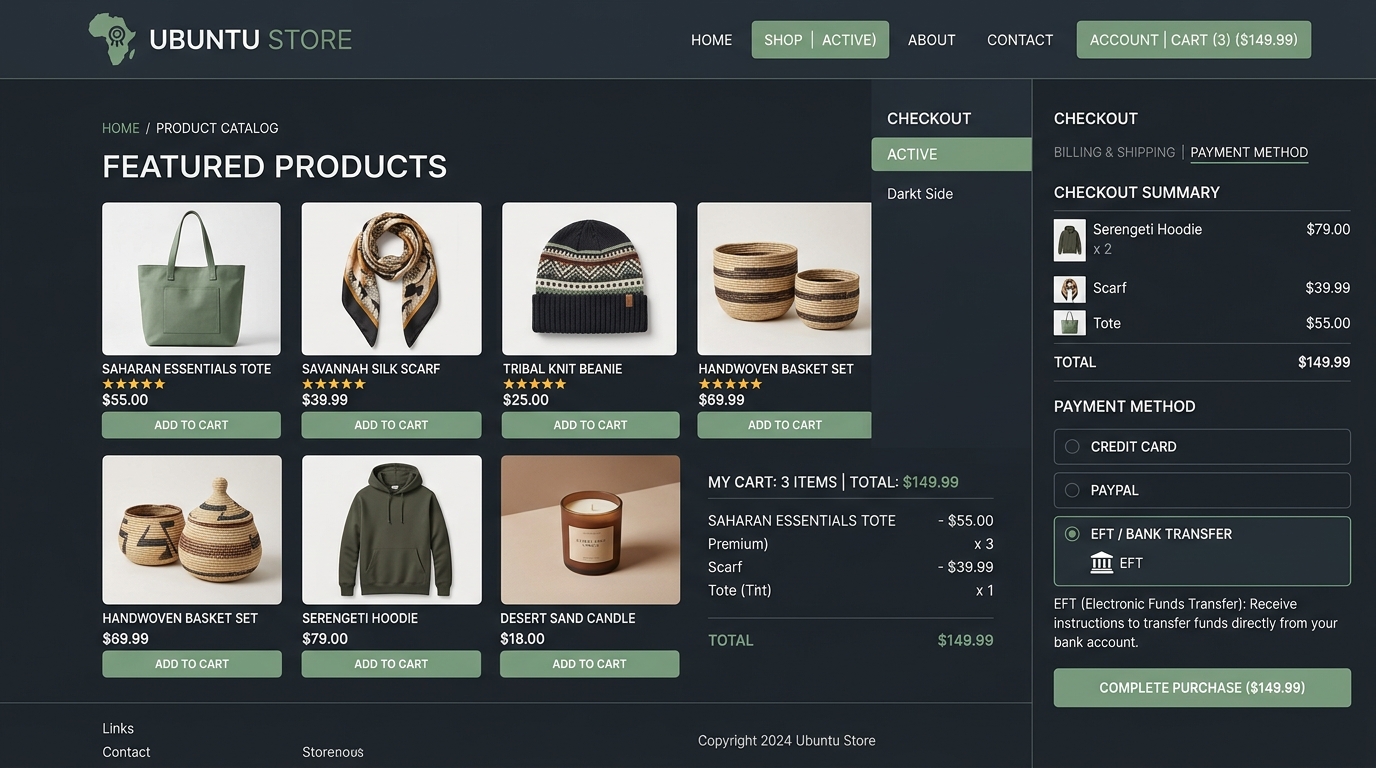 UBUNTU STORE
HOME
SHOP | ACTIVE)
ABOUT
CONTACT
ACCOUNT | CART (3) ($149.99)
HOME / PRODUCT CATALOG
FEATURED PRODUCTS
SAHARAN ESSENTIALS TOTE
★★★★★
$55.00
ADD TO CART
SAVANNAH SILK SCARF
★★★★★
$39.99
ADD TO CART
TRIBAL KNIT BEANIE
★★★★★
$25.00
ADD TO CART
HANDWOVEN BASKET SET
★★★★★
$69.99
ADD TO CART
HANDWOVEN BASKET SET
$69.99
ADD TO CART
SERENGETI HOODIE
$79.00
ADD TO CART
DESERT SAND CANDLE
$18.00
ADD TO CART
CHECKOUT
ACTIVE
Darkt Side
MY CART: 3 ITEMS | TOTAL: $149.99
SAHARAN ESSENTIALS TOTE - $55.00
Premium) x 3
Scarf - $39.99
Tote (Tnt) x 1
TOTAL $149.99
CHECKOUT
BILLING & SHIPPING | PAYMENT METHOD
CHECKOUT SUMMARY
Serengeti Hoodie $79.00
x 2
Scarf $39.99
Tote $55.00
TOTAL $149.99
PAYMENT METHOD
CREDIT CARD
PAYPAL
EFT / BANK TRANSFER
EFT
EFT (Electronic Funds Transfer): Receive
instructions to transfer funds directly from your
bank account.
COMPLETE PURCHASE ($149.99)
Links
Contact
Storenous
Copyright 2024 Ubuntu Store